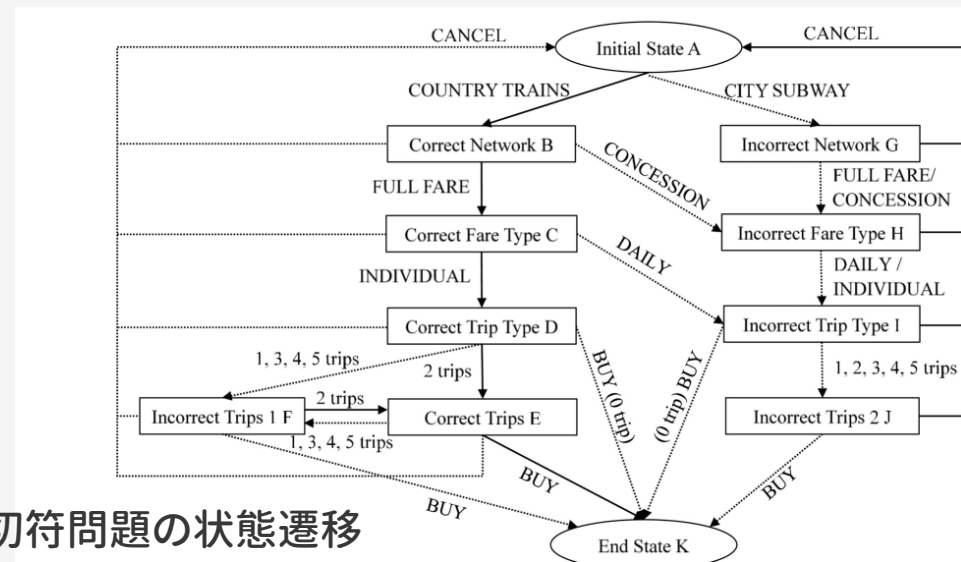 CANCEL
Initial State A
CANCEL
COUNTRY TRAINS
CITY SUBWAY
Correct Network B
Incorrect Network G
CONCESSION
FULL FARE
FULL FARE/
CONCESSION
Correct Fare Type C
Incorrect Fare Type H
DAILY
INDIVIDUAL
DAILY /
INDIVIDUAL
Correct Trip Type D
Incorrect Trip Type I
1, 3, 4, 5 trips
2 trips
BUY (0 trip)
(0 trip) BUY
1, 2, 3, 4, 5 trips
2 trips
Incorrect Trips 1 F
Correct Trips E
Incorrect Trips 2 J
1, 3, 4, 5 trips
BUY
BUY
BUY
切符問題の状態遷移
End State K